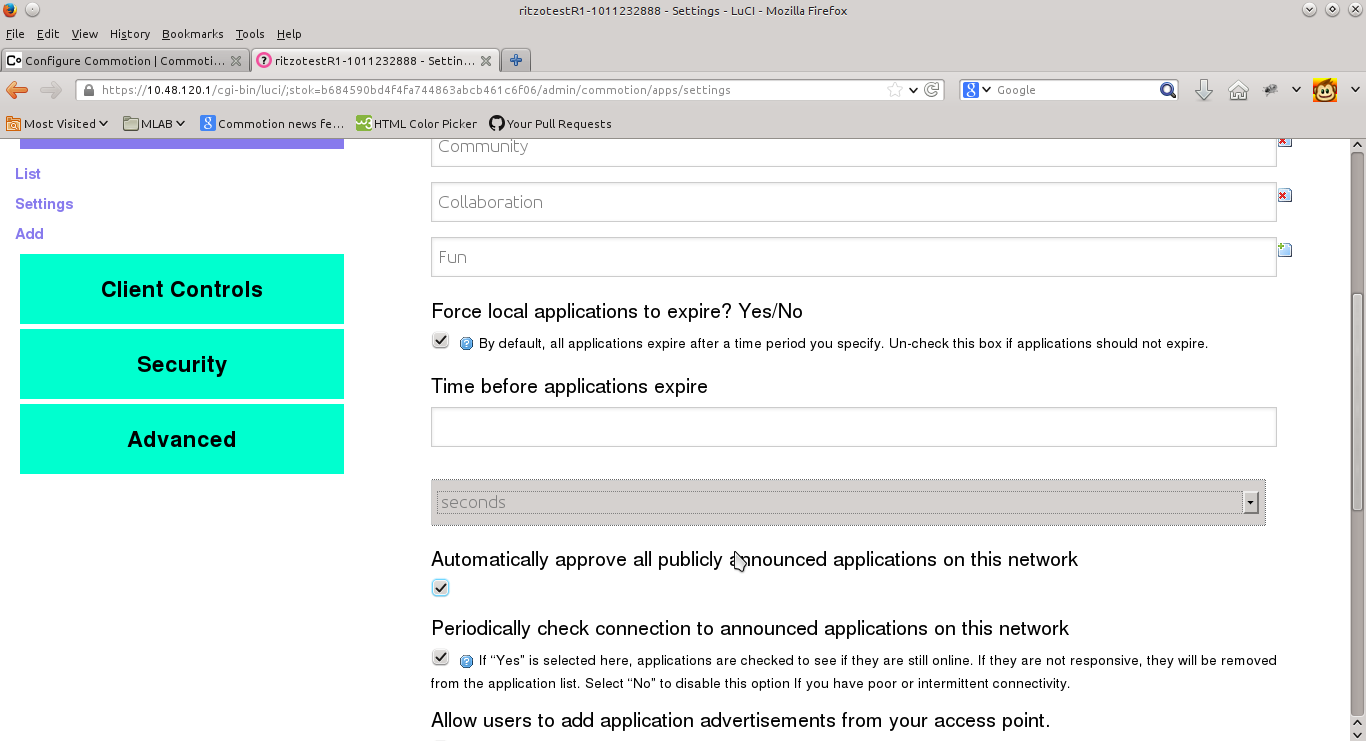 ritzotestR1-1011232888 - Settings - LuCI - Mozilla Firefox
File Edit View History Bookmarks Tools Help
Configure Commotion | Commoti... ritzotestR1-1011232888 - Settin...
https://10.48.120.1/cgi-bin/luci/;stok=b684590bd4f4fa744863abcb461c6f06/admin/commotion/apps/settings Google
Most Visited MLAB Commotion news fe... HTML Color Picker Your Pull Requests
Community
List
Collaboration
Settings
Add
Fun
Client Controls
Force local applications to expire? Yes/No
By default, all applications expire after a time period you specify. Un-check this box if applications should not expire.
Security
Time before applications expire
Advanced
seconds
Automatically approve all publicly announced applications on this network
Periodically check connection to announced applications on this network
If “Yes” is selected here, applications are checked to see if they are still online. If they are not responsive, they will be removed
from the application list. Select “No” to disable this option If you have poor or intermittent connectivity.
Allow users to add application advertisements from your access point.